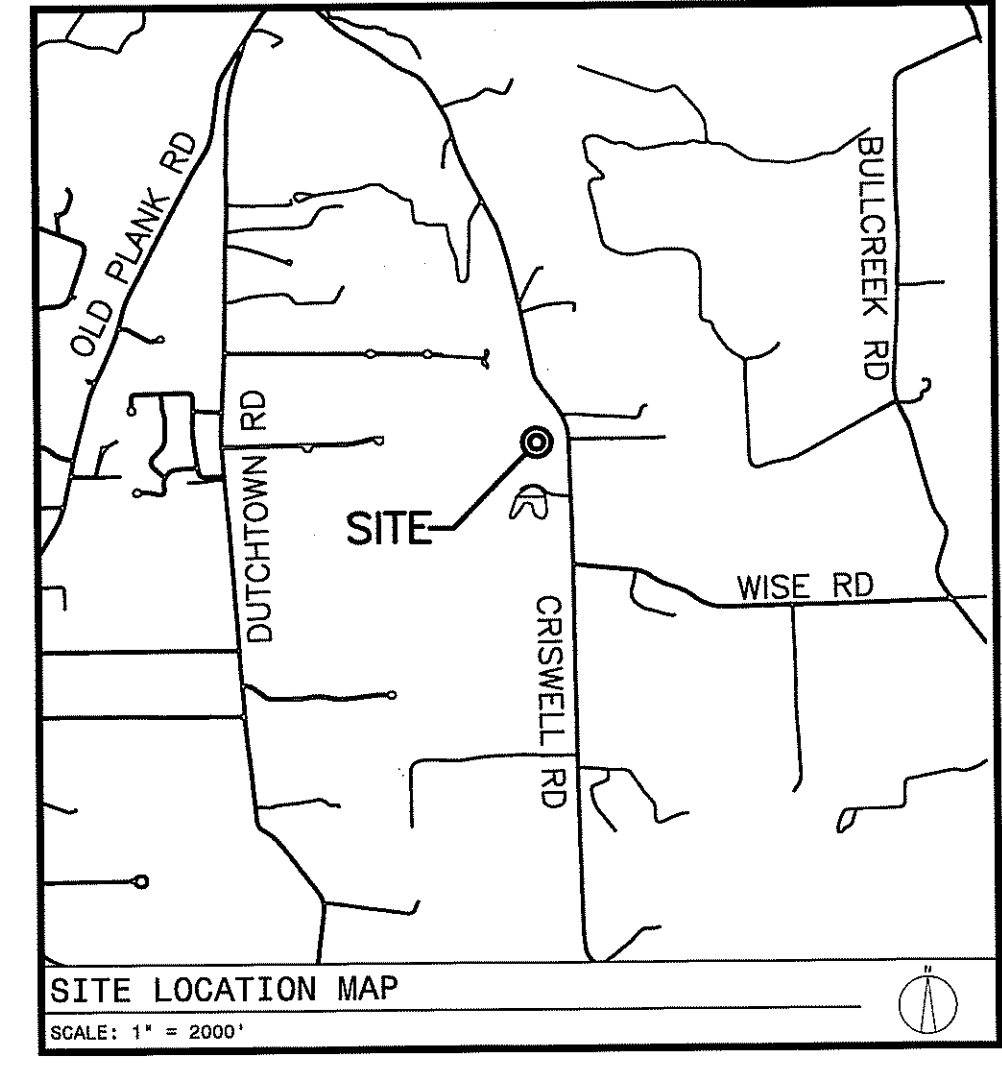 OLD PLANK RD
BULLCREEK RD
DUTCHTOWN RD
SITE
WISE RD
CRISWELL RD
SITE LOCATION MAP
SCALE: 1" = 2000'